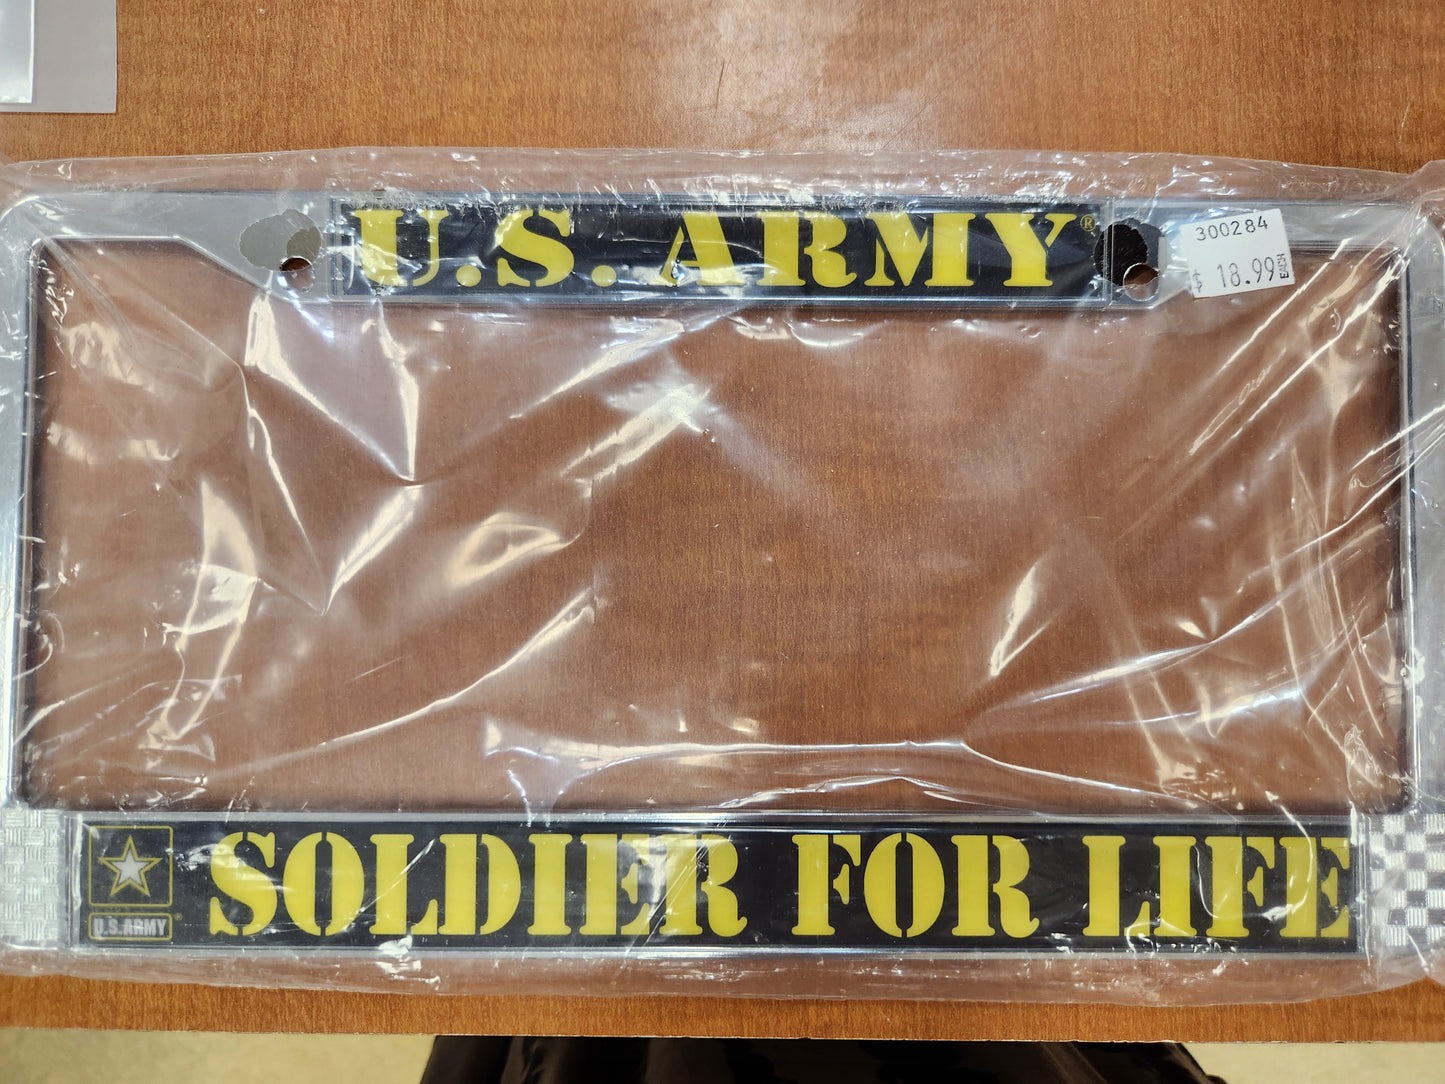 U.S. ARMY®
300284
$ 18.99 EACH
SOLDIER FOR LIFE
U.S.ARMY®